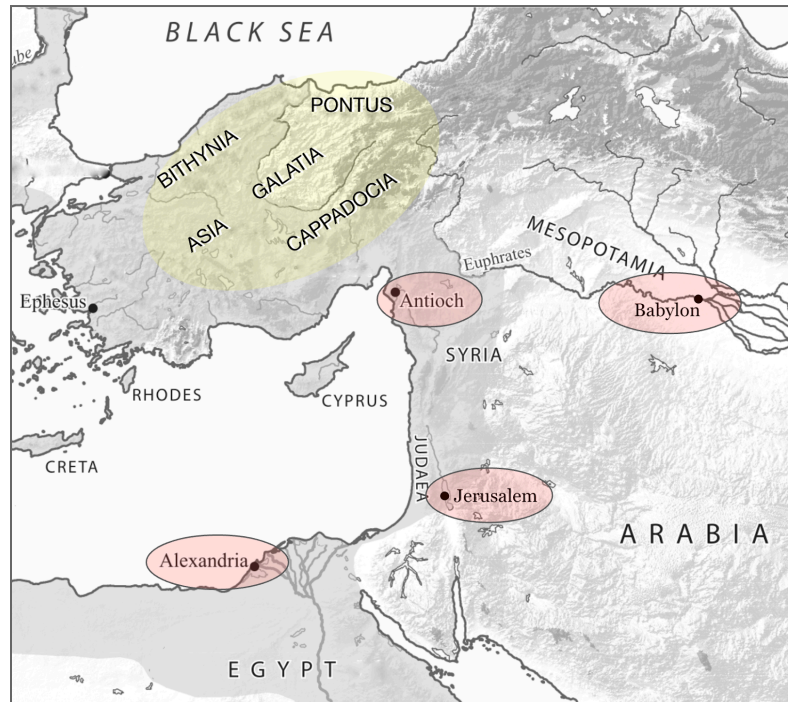 BLACK SEA
ube
PONTUS
BITHYNIA
GALATIA
CAPPADOCIA
ASIA
MESOPOTAMIA
Euphrates
Ephesus
Antioch
Babylon
SYRIA
RHODES
CYPRUS
CRETA
JUDAEA
Jerusalem
ARABIA
Alexandria
EGYPT